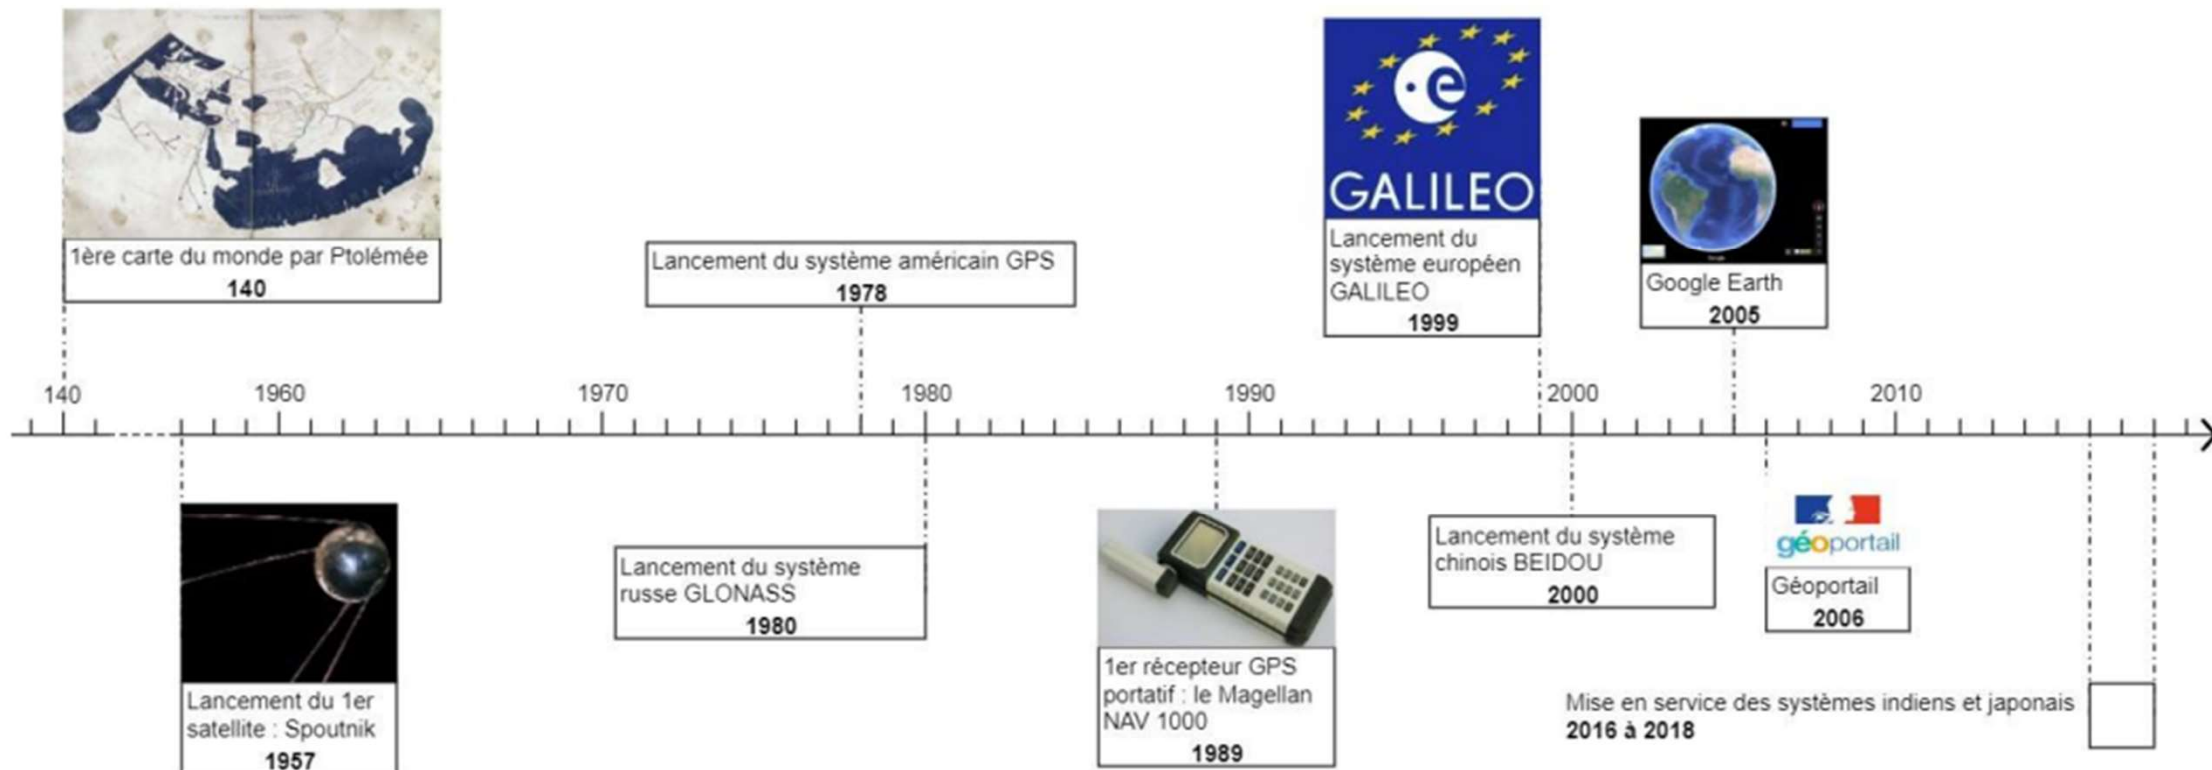 1ère carte du monde par Ptolémée
140
Lancement du système américain GPS
1978
GALILEO
Lancement du
système européen
GALILEO
1999
Google Earth
2005
140
1960
1970
1980
1990
2000
2010
Lancement du 1er
satellite : Spoutnik
1957
Lancement du système
russe GLONASS
1980
1er récepteur GPS
portatif : le Magellan
NAV 1000
1989
Lancement du système
chinois BEIDOU
2000
géoportail
Géoportail
2006
Mise en service des systèmes indiens et japonais
2016 à 2018